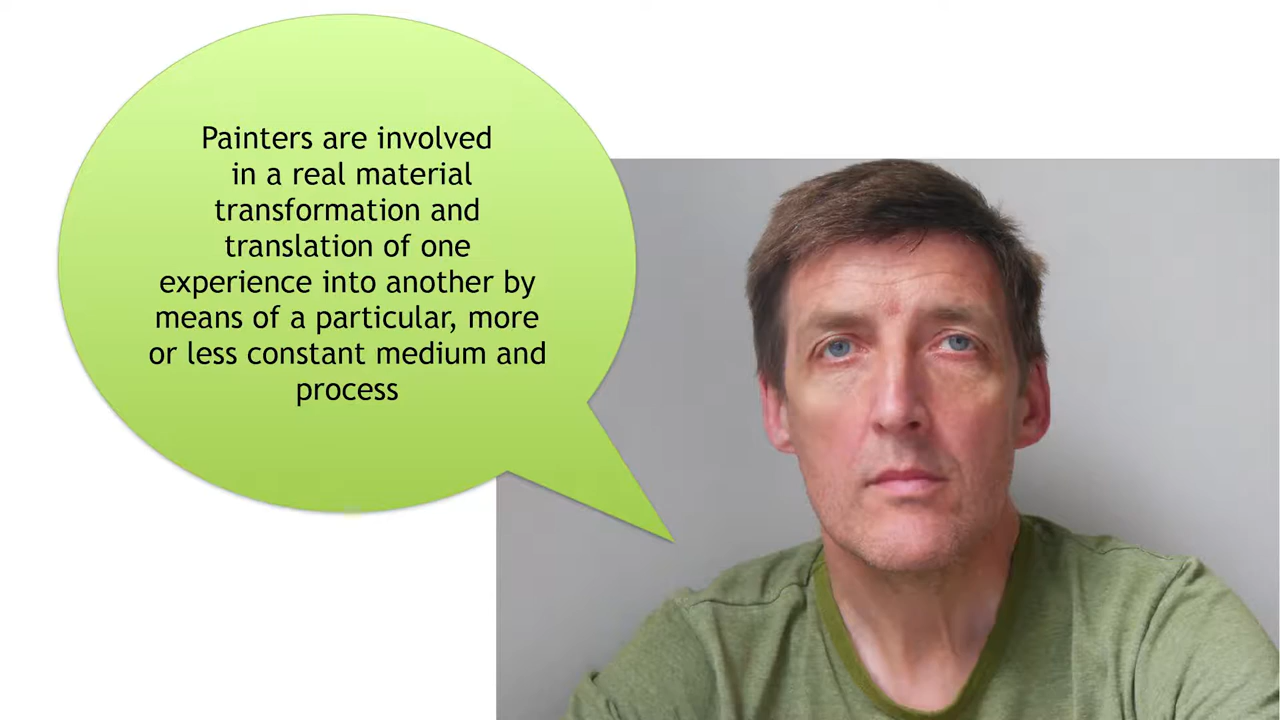 Painters are involved
in a real material
transformation and
translation of one
experience into another by
means of a particular, more
or less constant medium and
process